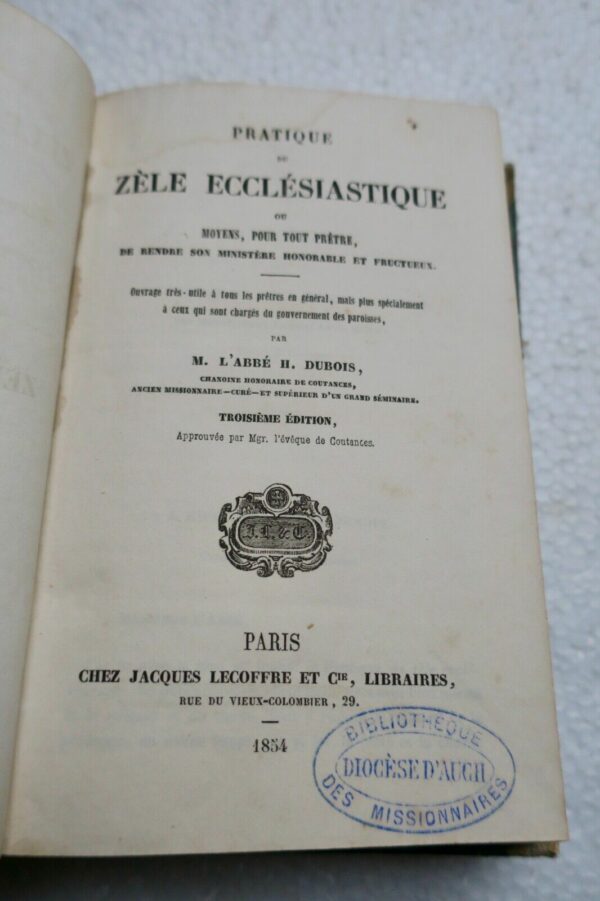 PRATIQUE
DU
ZÈLE ECCLÉSIASTIQUE
OU
MOYENS, POUR TOUT PRÊTRE,
DE RENDRE SON MINISTÈRE HONORABLE ET FRUCTUEUX.
Ouvrage très-utile à tous les prêtres en général, mais plus spécialement
à ceux qui sont chargés du gouvernement des paroisses,
PAR
M. L'ABBÉ H. DUBOIS,
CHANOINE HONORAIRE DE COUTANCES,
ANCIEN MISSIONNAIRE—CURÉ—ET SUPÉRIEUR D'UN GRAND SÉMINAIRE.
TROISIÈME ÉDITION,
Approuvée par Mgr. l'évêque de Coutances.
J. L. & C.
PARIS
CHEZ JACQUES LECOFFRE ET Cie, LIBRAIRES,
RUE DU VIEUX-COLOMBIER, 29.
1854
BIBLIOTHÈQUE
DIOCÈSE D'AUCH
DES MISSIONNAIRES